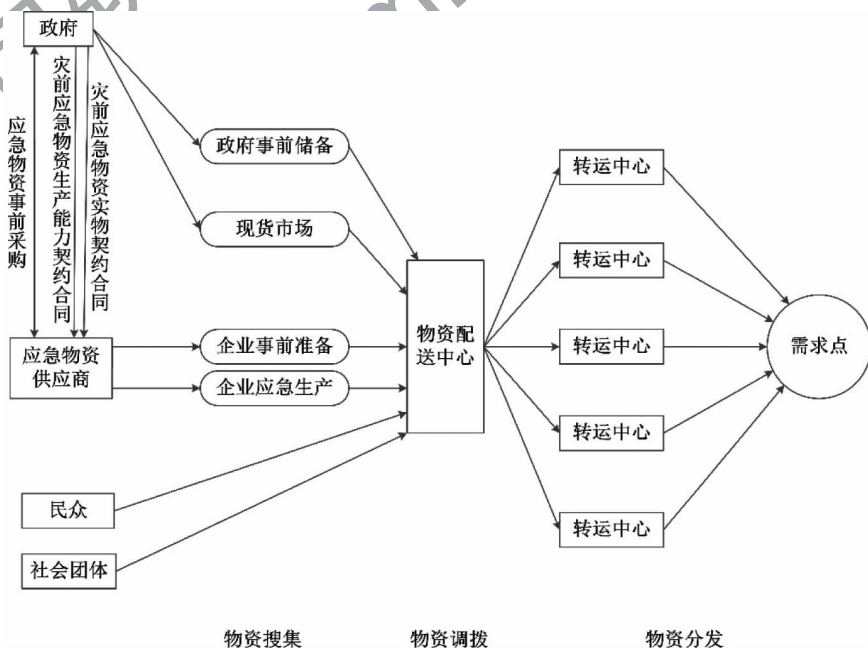 政府
应急物资事前采购
灾前应急物资生产能力契约合同
灾前应急物资实物契约合同
应急物资
供应商
民众
社会团体
政府事前储备
现货市场
企业事前准备
企业应急生产
物资配
送中心
转运中心
转运中心
转运中心
转运中心
转运中心
需求点
物资搜集
物资调拨
物资分发